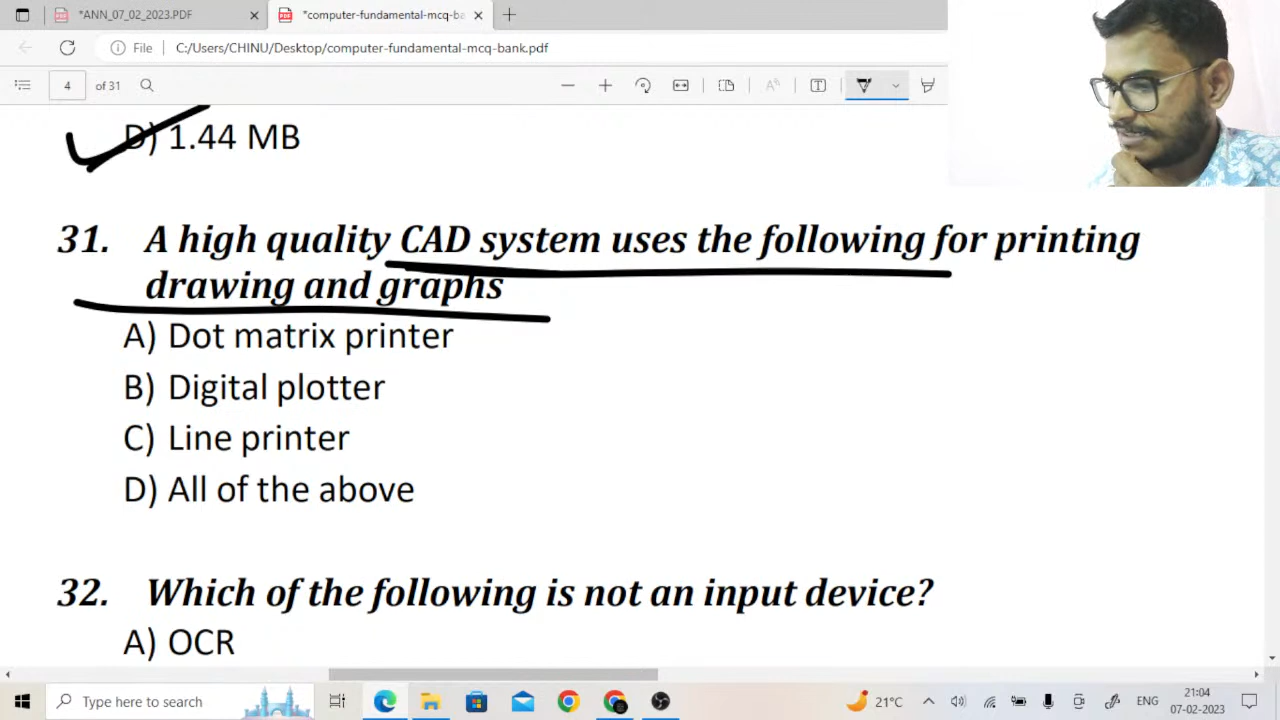 *ANN_07_02_2023.PDF
*computer-fundamental-mcq-ba
File
C:/Users/CHINU/Desktop/computer-fundamental-mcq-bank.pdf
4 of 31
D) 1.44 MB
31. A high quality CAD system uses the following for printing
drawing and graphs
A) Dot matrix printer
B) Digital plotter
C) Line printer
D) All of the above
32. Which of the following is not an input device?
A) OCR
Type here to search
21°C
ENG
21:04
07-02-2023